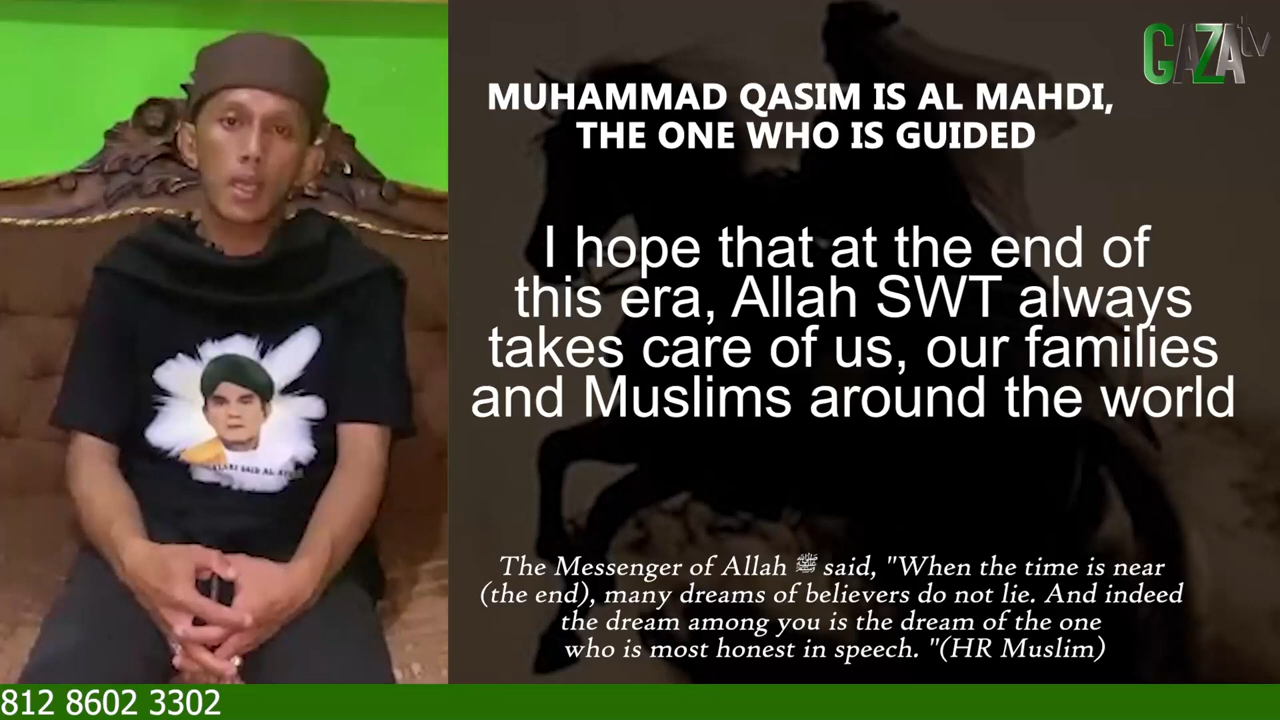 GAZAtv
MUHAMMAD QASIM IS AL MAHDI,
THE ONE WHO IS GUIDED
I hope that at the end of
this era, Allah SWT always
takes care of us, our families
and Muslims around the world
The Messenger of Allah ﷺ said, "When the time is near
(the end), many dreams of believers do not lie. And indeed
the dream among you is the dream of the one
who is most honest in speech. "(HR Muslim)
SAID AL
812 8602 3302